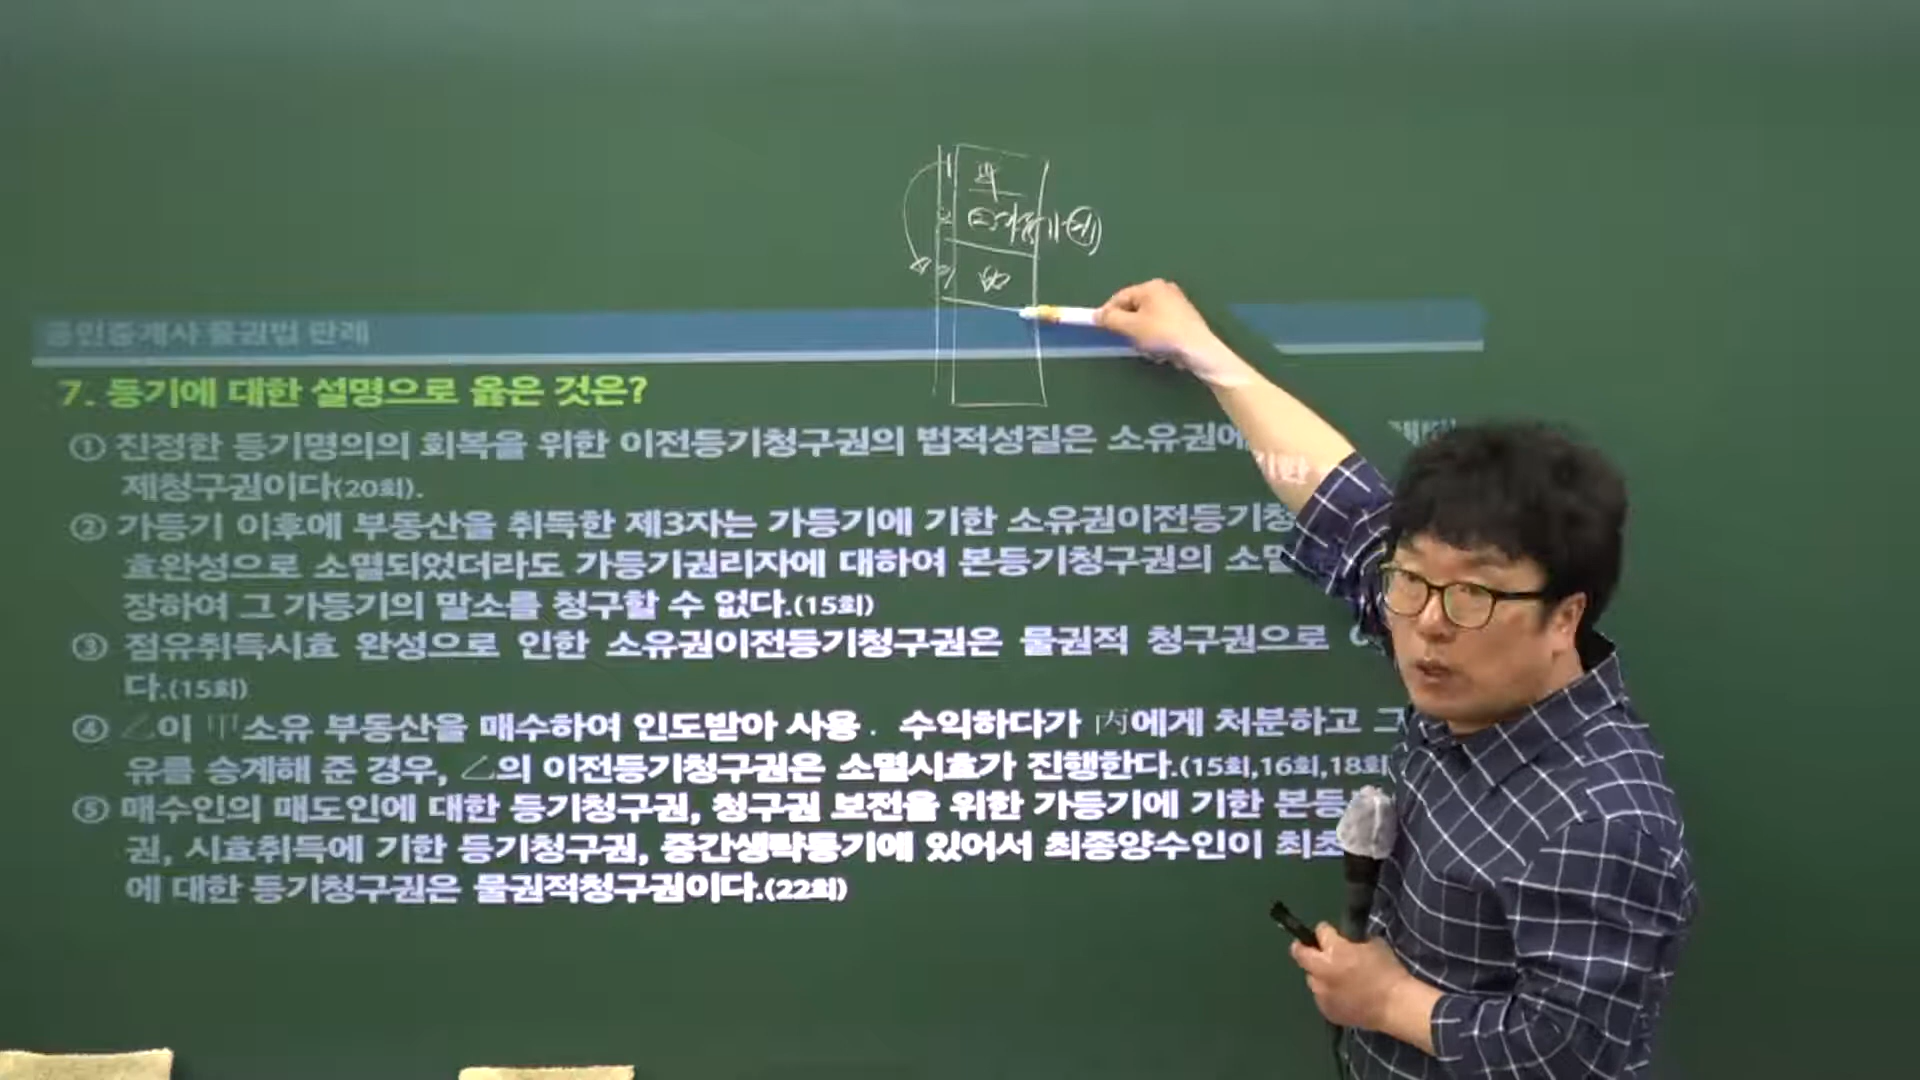 공인중개사 물권법 판례
7. 등기에 대한 설명으로 옳은 것은?
① 진정한 등기명의의 회복을 위한 이전등기청구권의 법적성질은 소유권에 기한
제청구권이다(20회).
② 가등기 이후에 부동산을 취득한 제3자는 가등기에 기한 소유권이전등기청
효완성으로 소멸되었더라도 가등기권리자에 대하여 본등기청구권의 소멸
장하여 그 가등기의 말소를 청구할 수 없다.(15회)
③ 점유취득시효 완성으로 인한 소유권이전등기청구권은 물권적 청구권으로
다.(15회)
④ 乙이 甲소유 부동산을 매수하여 인도받아 사용 · 수익하다가 丙에게 처분하고 그
유를 승계해 준 경우, 乙의 이전등기청구권은 소멸시효가 진행한다.(15회,16회,18회
⑤ 매수인의 매도인에 대한 등기청구권, 청구권 보전을 위한 가등기에 기한 본등
권, 시효취득에 기한 등기청구권, 중간생략등기에 있어서 최종양수인이 최초
에 대한 등기청구권은 물권적청구권이다.(22회)